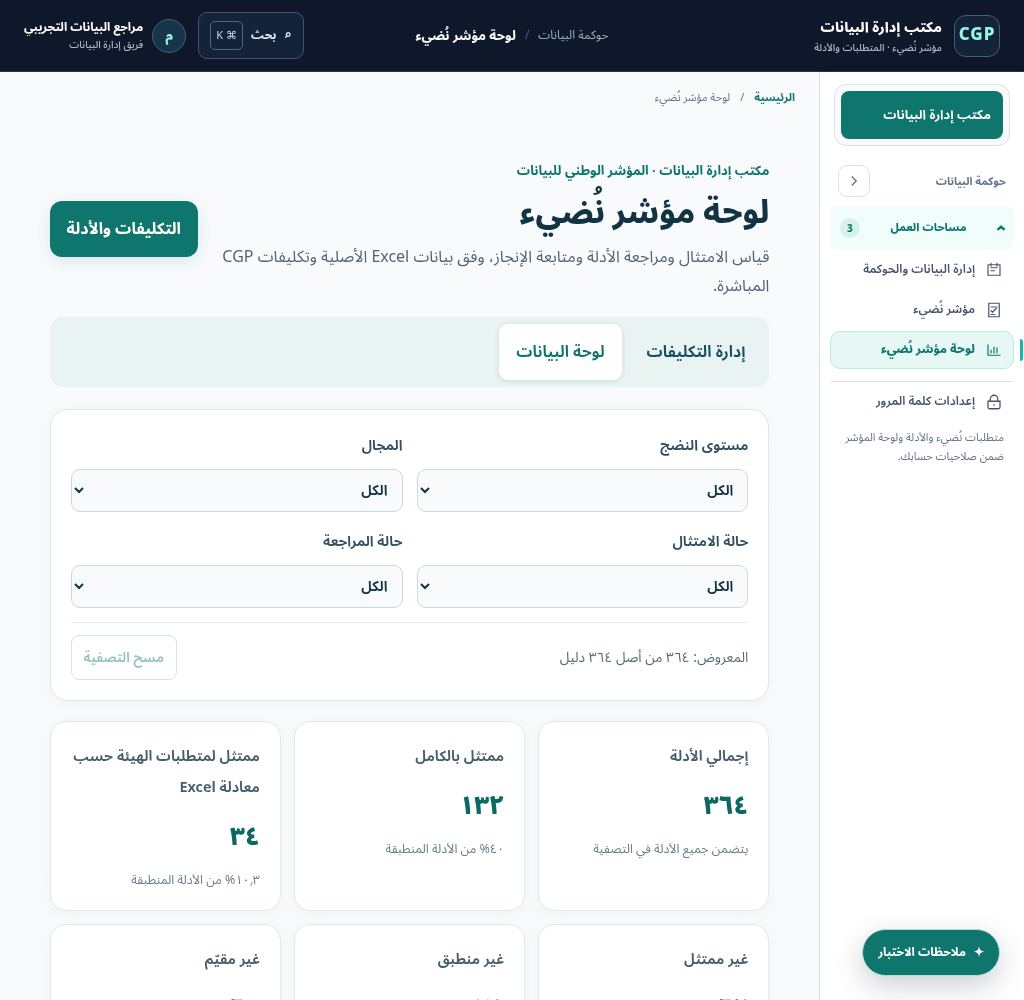 CGP
مكتب إدارة البيانات
مؤشر نُضيء · المتطلبات والأدلة
حوكمة البيانات / لوحة مؤشر نُضيء
بحث
⌘ K
م
مراجع البيانات التجريبي
فريق إدارة البيانات
مكتب إدارة البيانات
حوكمة البيانات
مساحات العمل
3
إدارة البيانات والحوكمة
مؤشر نُضيء
لوحة مؤشر نُضيء
إعدادات كلمة المرور
متطلبات نُضيء والأدلة ولوحة المؤشر
ضمن صلاحيات حسابك.
✦ ملاحظات الاختبار
الرئيسية / لوحة مؤشر نُضيء
مكتب إدارة البيانات · المؤشر الوطني للبيانات
لوحة مؤشر نُضيء
قياس الامتثال ومراجعة الأدلة ومتابعة الإنجاز، وفق بيانات Excel الأصلية وتكليفات CGP
المباشرة.
التكليفات والأدلة
إدارة التكليفات
لوحة البيانات
مستوى النضج
الكل
المجال
الكل
حالة الامتثال
الكل
حالة المراجعة
الكل
المعروض: ٣٦٤ من أصل ٣٦٤ دليل
مسح التصفية
إجمالي الأدلة
٣٦٤
يتضمن جميع الأدلة في التصفية
ممتثل بالكامل
١٣٢
٤٠% من الأدلة المنطبقة
ممتثل لمتطلبات الهيئة حسب
معادلة Excel
٣٤
١٠٫٣% من الأدلة المنطبقة
غير ممتثل
غير منطبق
غير مقيّم